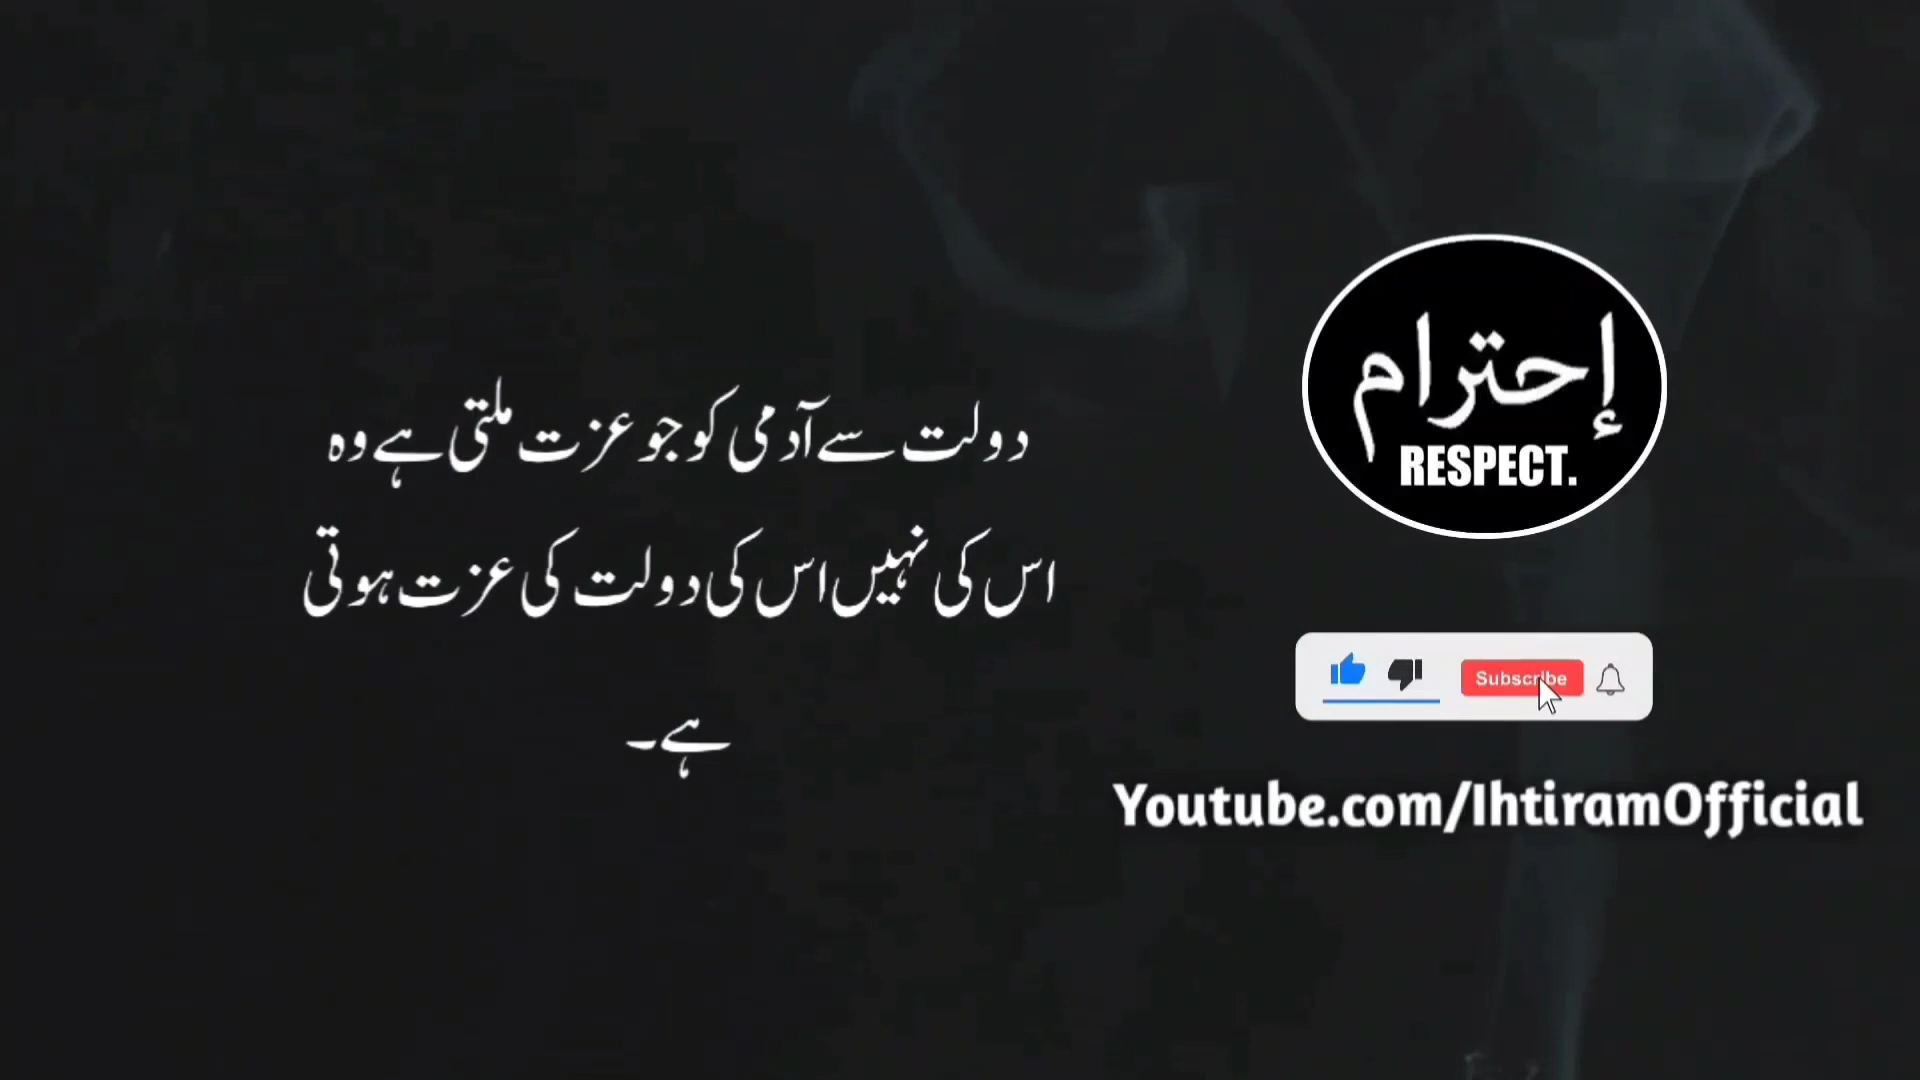 دولت سے آدمی کو جو عزت ملتی ہے وہ
اس کی نہیں اس کی دولت کی عزت ہوتی
ہے۔
إحترام
RESPECT.
Subscribe
Youtube.com/IhtiramOfficial